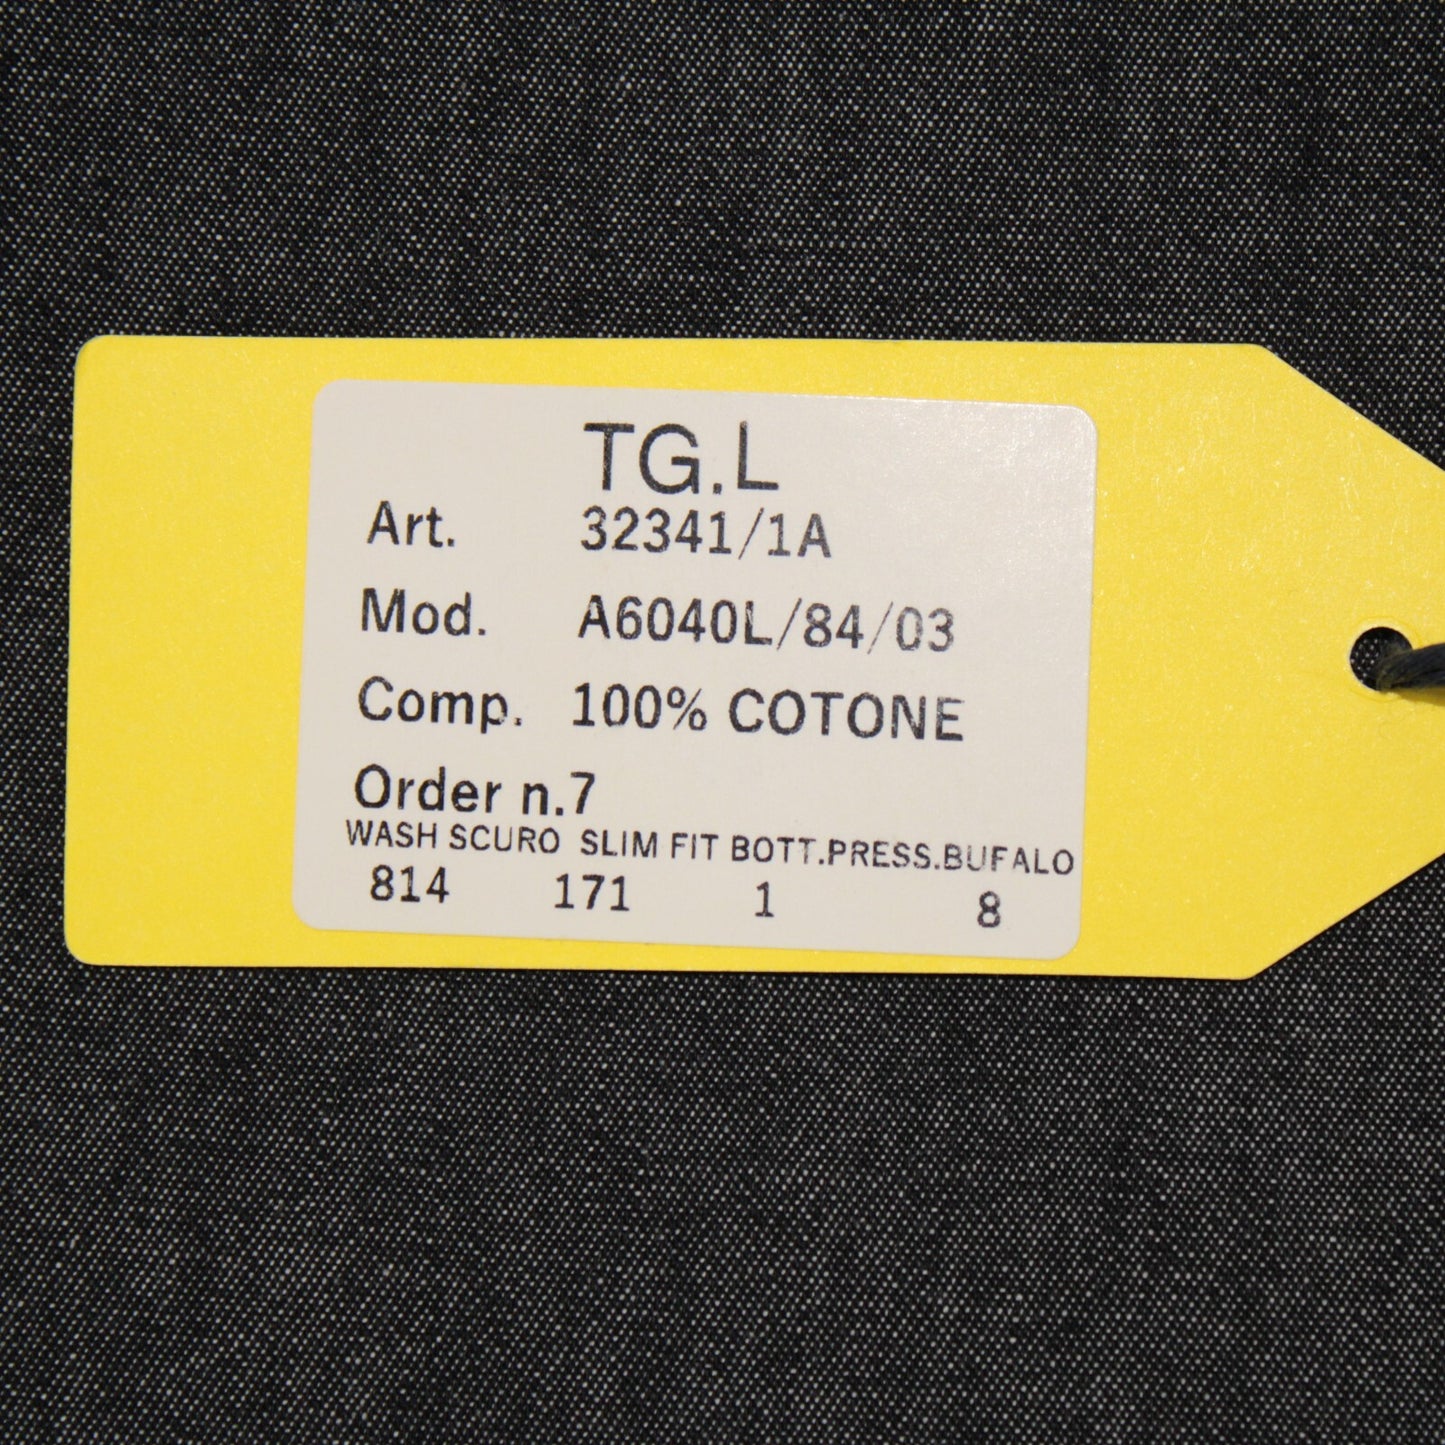 TG.L
Art. 32341/1A
Mod. A6040L/84/03
Comp. 100% COTONE
Order n.7
WASH SCURO SLIM FIT BOTT.PRESS.BUFALO
814 171 1 8